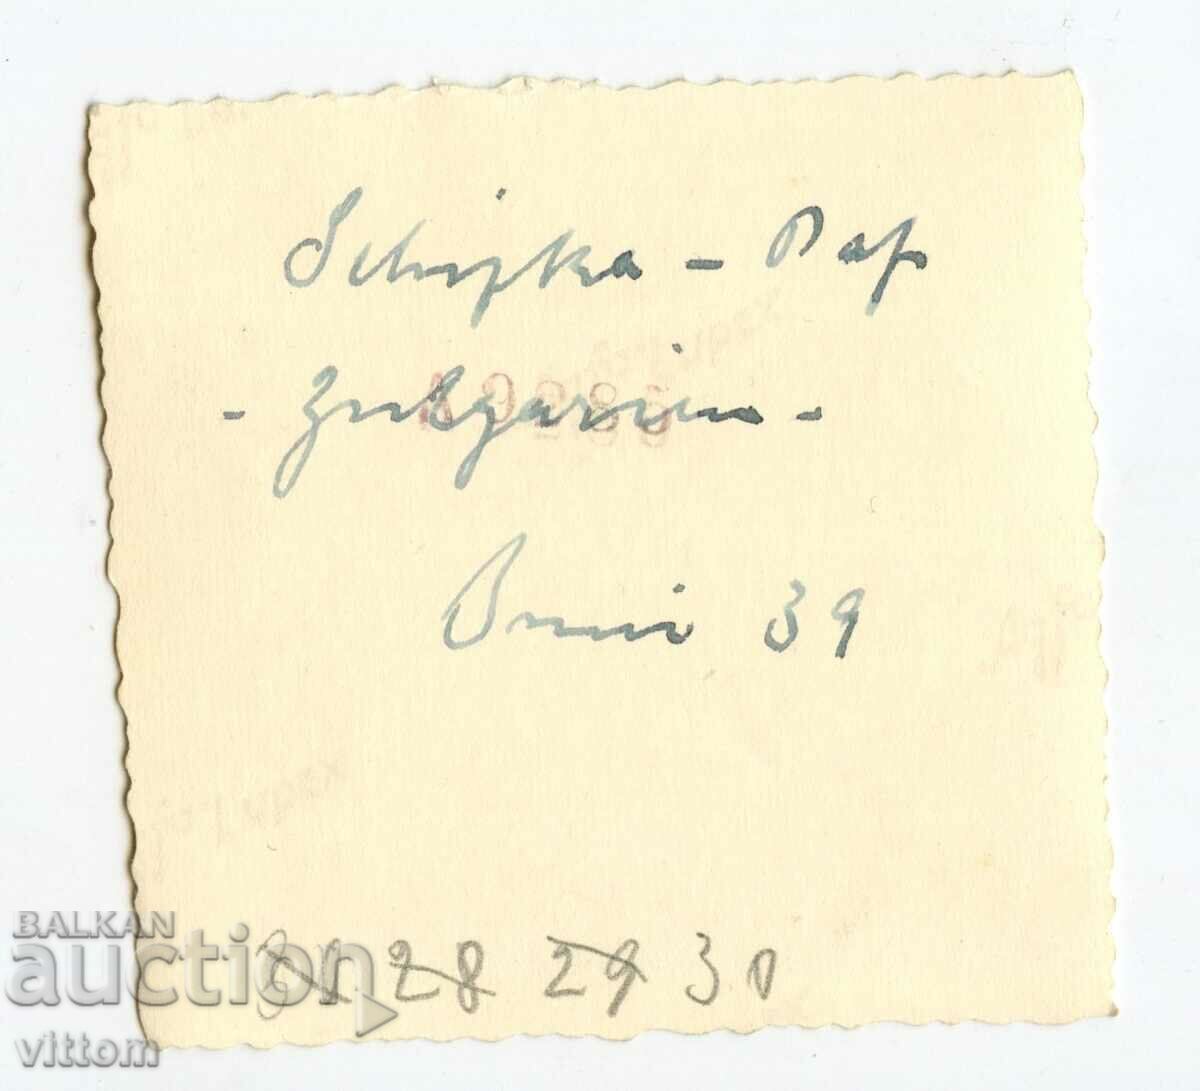 Schipka - Paß
- Bulgarien -
Juni 39
28 29 30
BALKAN
auction
vittom